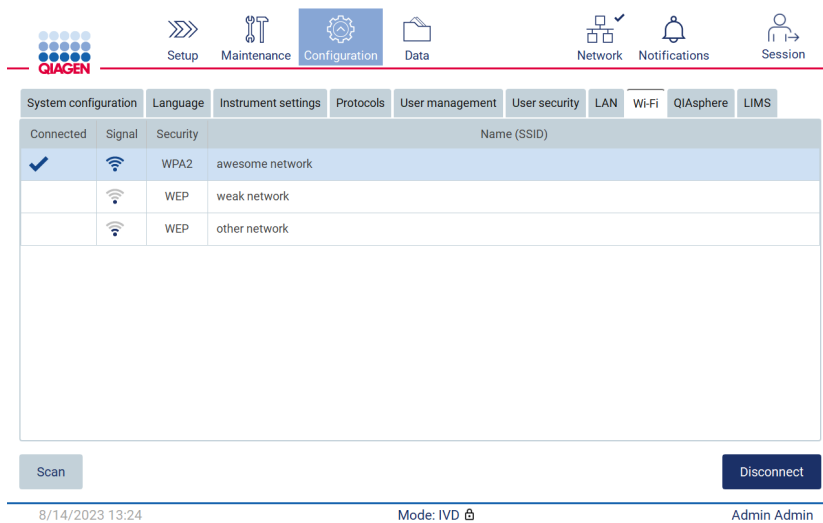 QIAGEN
Setup Maintenance Configuration Data Network Notifications Session
System configuration Language Instrument settings Protocols User management User security LAN Wi-Fi QIAsphere LIMS
Connected Signal Security Name (SSID)
WPA2 awesome network
WEP weak network
WEP other network
Scan Disconnect
8/14/2023 13:24 Mode: IVD Admin Admin